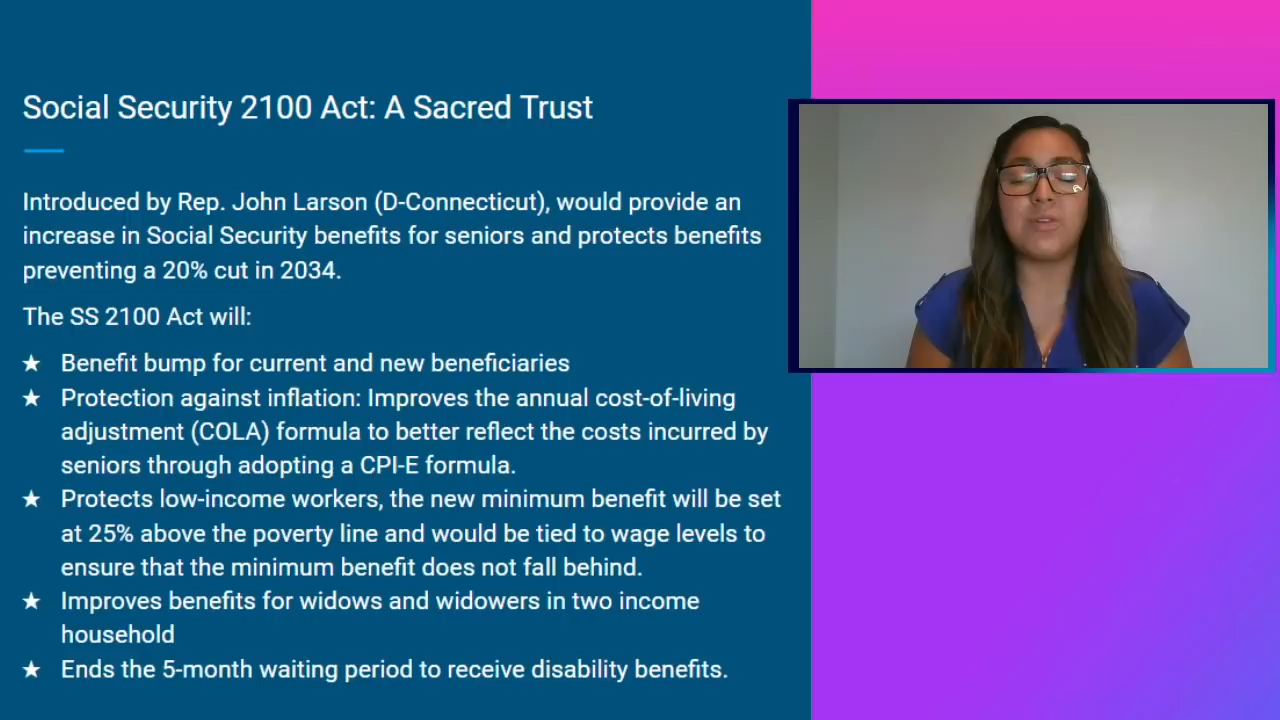 Social Security 2100 Act: A Sacred Trust
Introduced by Rep. John Larson (D-Connecticut), would provide an
increase in Social Security benefits for seniors and protects benefits
preventing a 20% cut in 2034.
The SS 2100 Act will:
★ Benefit bump for current and new beneficiaries
★ Protection against inflation: Improves the annual cost-of-living
adjustment (COLA) formula to better reflect the costs incurred by
seniors through adopting a CPI-E formula.
★ Protects low-income workers, the new minimum benefit will be set
at 25% above the poverty line and would be tied to wage levels to
ensure that the minimum benefit does not fall behind.
★ Improves benefits for widows and widowers in two income
household
★ Ends the 5-month waiting period to receive disability benefits.